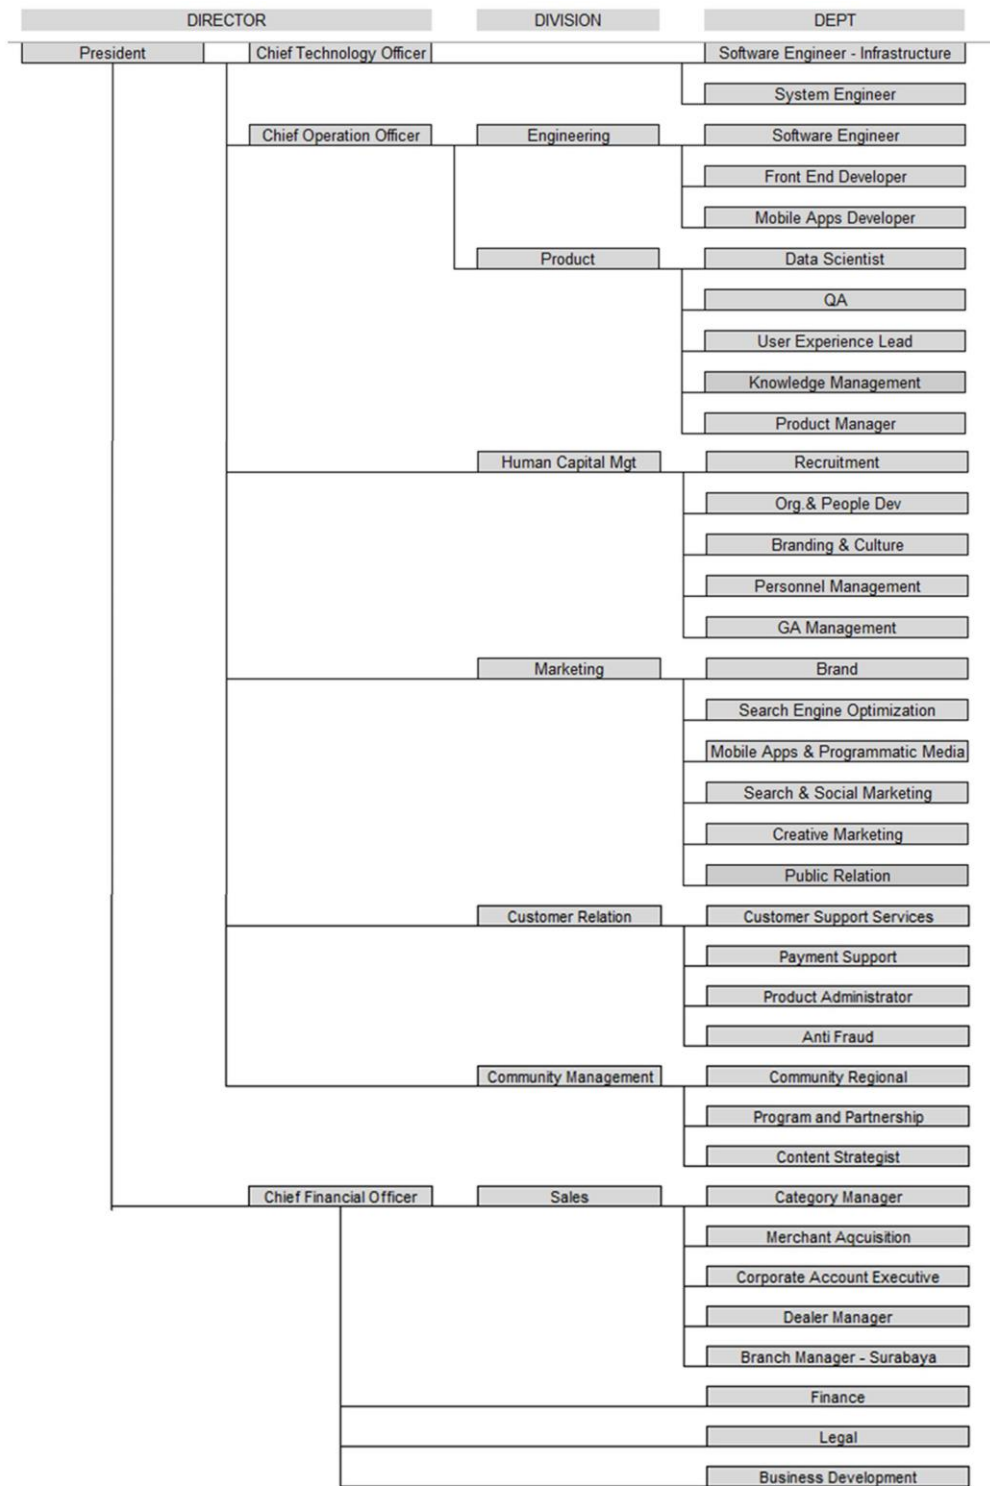 DIRECTOR DIVISION DEPT
President Chief Technology Officer Software Engineer - Infrastructure
System Engineer
Chief Operation Officer Engineering Software Engineer
Front End Developer
Mobile Apps Developer
Product Data Scientist
QA
User Experience Lead
Knowledge Management
Product Manager
Human Capital Mgt Recruitment
Org.& People Dev
Branding & Culture
Personnel Management
GA Management
Marketing Brand
Search Engine Optimization
Mobile Apps & Programmatic Media
Search & Social Marketing
Creative Marketing
Public Relation
Customer Relation Customer Support Services
Payment Support
Product Administrator
Anti Fraud
Community Management Community Regional
Program and Partnership
Content Strategist
Chief Financial Officer Sales Category Manager
Merchant Aqcuisition
Corporate Account Executive
Dealer Manager
Branch Manager - Surabaya
Finance
Legal
Business Development